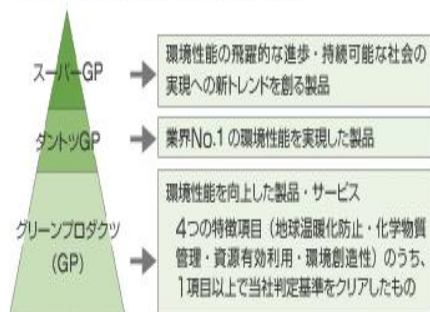 スーパーGP
環境性能の飛躍的な進歩・持続可能な社会の
実現への新トレンドを創る製品
ダントツGP
業界No.1の環境性能を実現した製品
グリーンプロダクツ
(GP)
環境性能を向上した製品・サービス
4つの特徴項目（地球温暖化防止・化学物質
管理・資源有効利用・環境創造性）のうち、
1項目以上で当社判定基準をクリアしたもの